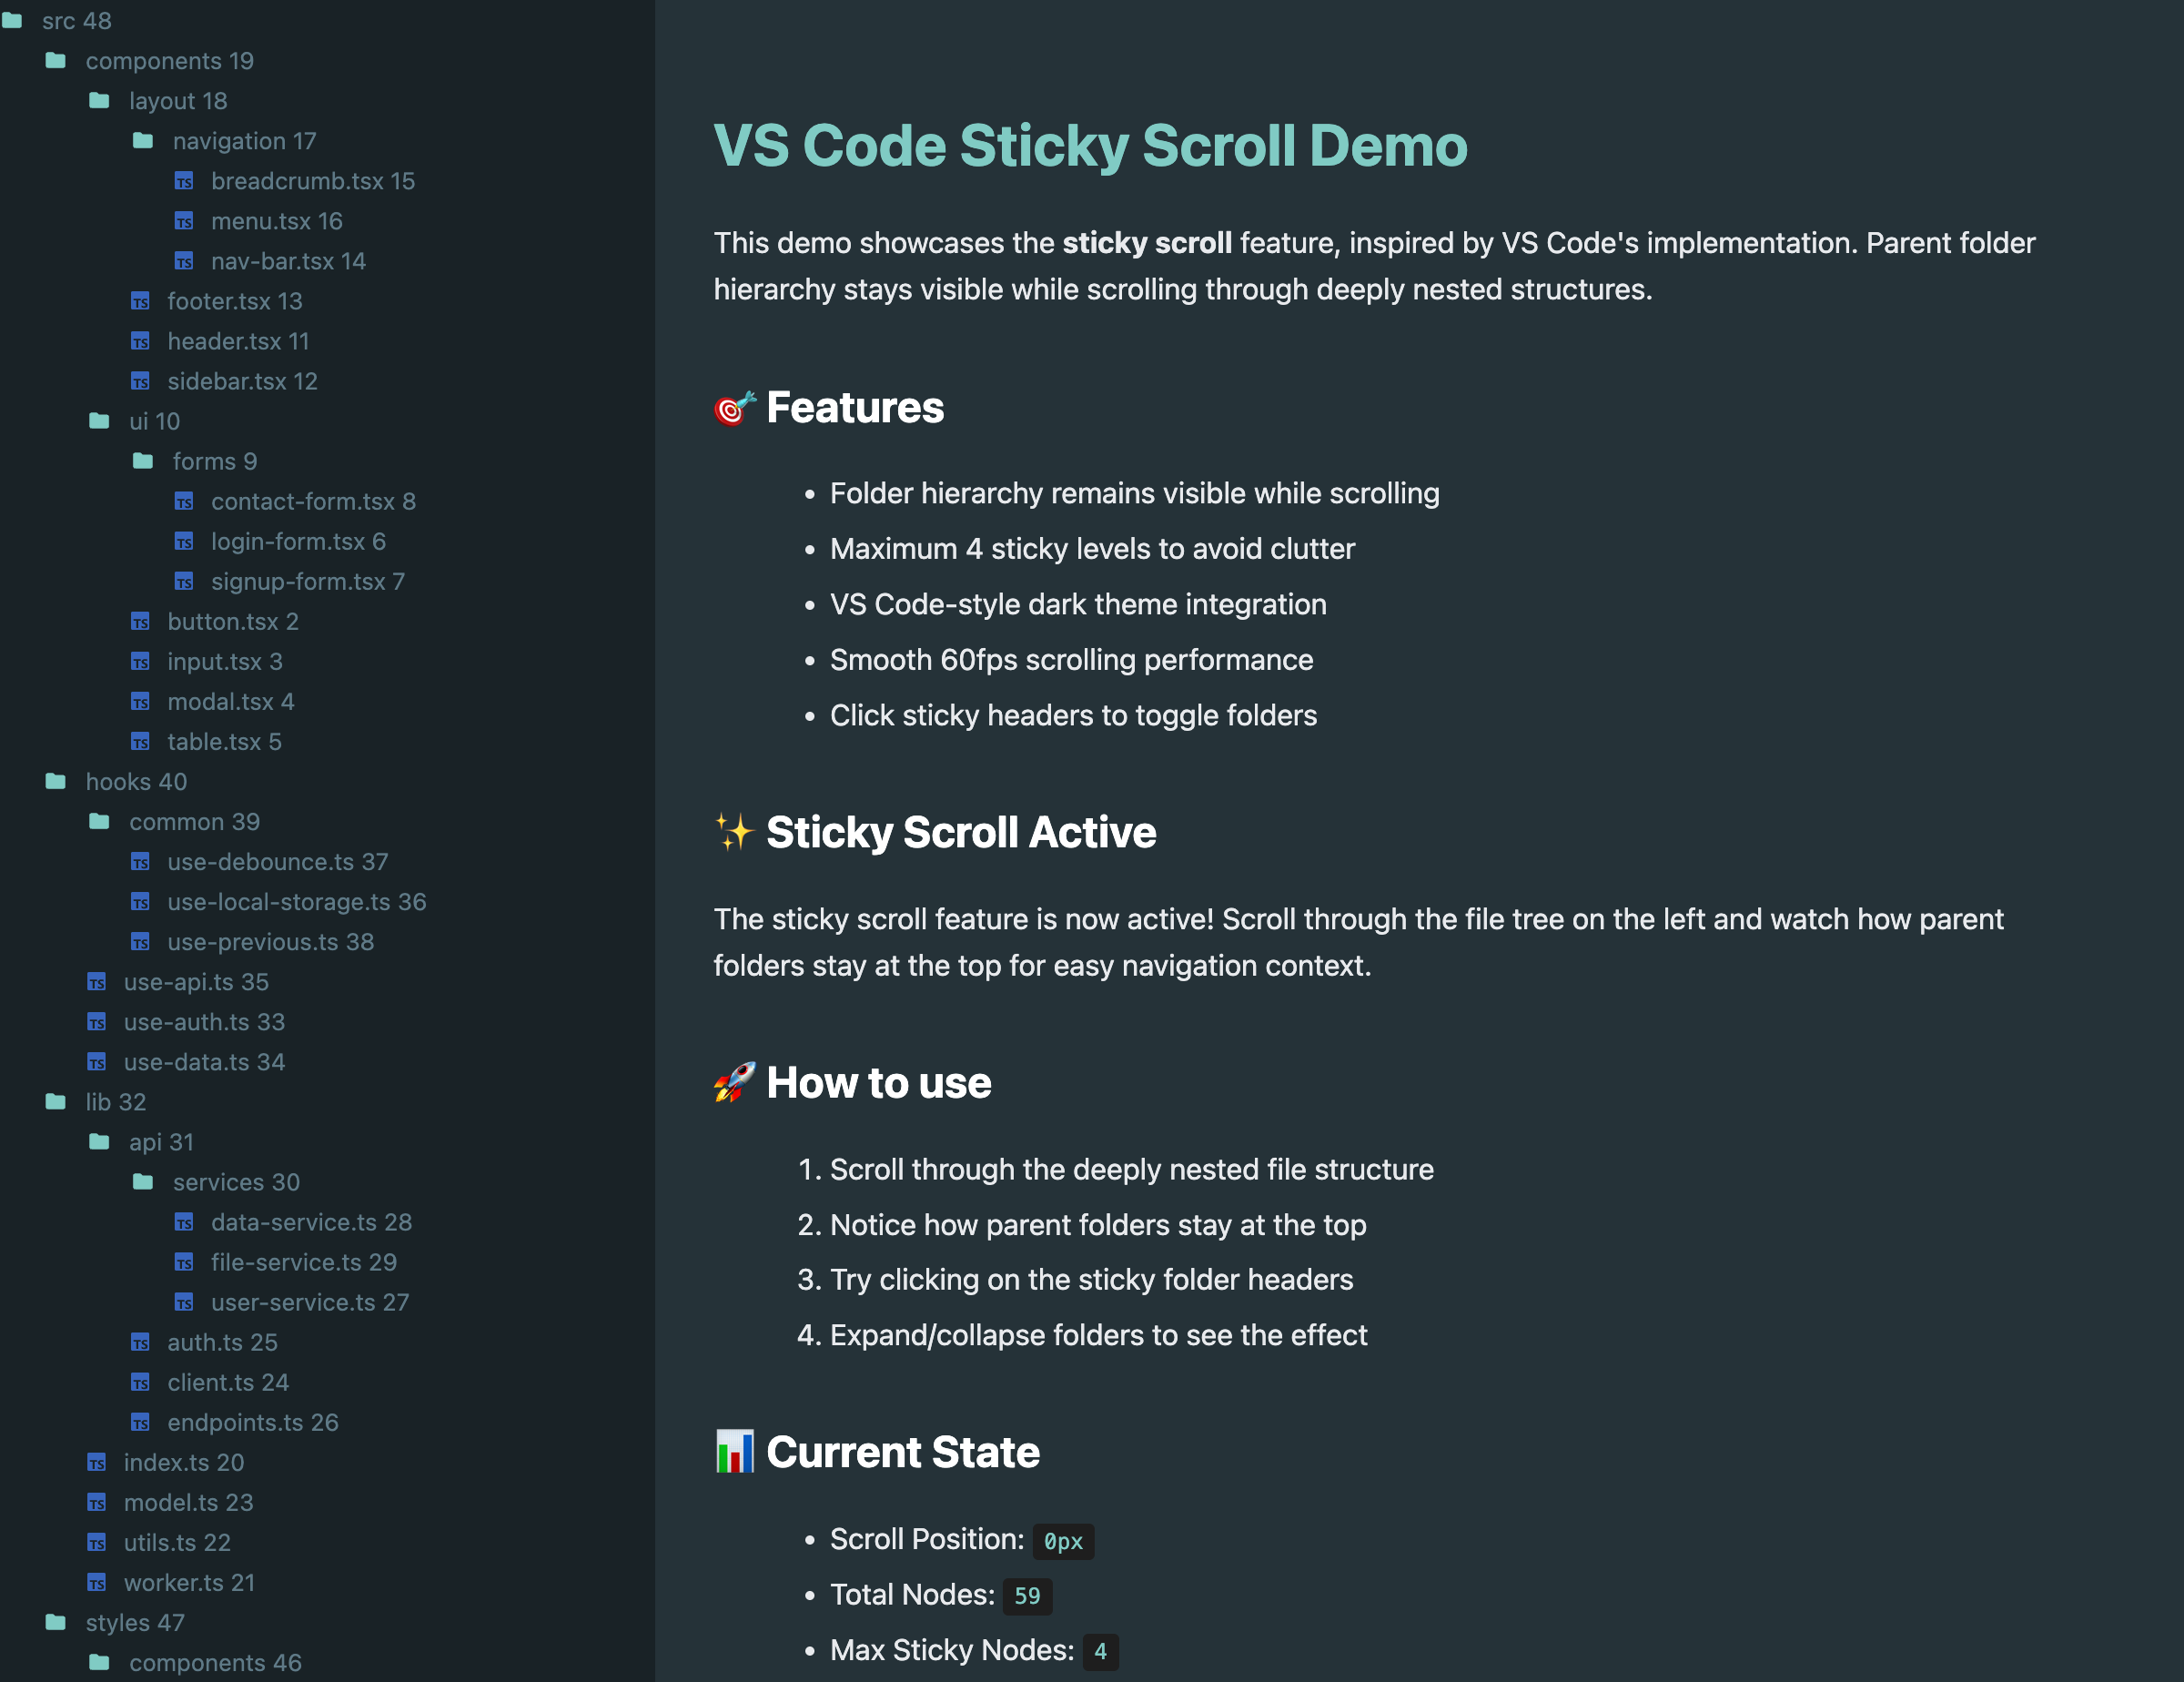 src 48
components 19
layout 18
navigation 17
TS breadcrumb.tsx 15
TS menu.tsx 16
TS nav-bar.tsx 14
TS footer.tsx 13
TS header.tsx 11
TS sidebar.tsx 12
ui 10
forms 9
TS contact-form.tsx 8
TS login-form.tsx 6
TS signup-form.tsx 7
TS button.tsx 2
TS input.tsx 3
TS modal.tsx 4
TS table.tsx 5
hooks 40
common 39
TS use-debounce.ts 37
TS use-local-storage.ts 36
TS use-previous.ts 38
TS use-api.ts 35
TS use-auth.ts 33
TS use-data.ts 34
lib 32
api 31
services 30
TS data-service.ts 28
TS file-service.ts 29
TS user-service.ts 27
TS auth.ts 25
TS client.ts 24
TS endpoints.ts 26
TS index.ts 20
TS model.ts 23
TS utils.ts 22
TS worker.ts 21
styles 47
components 46
VS Code Sticky Scroll Demo
This demo showcases the sticky scroll feature, inspired by VS Code's implementation. Parent folder
hierarchy stays visible while scrolling through deeply nested structures.
🎯 Features
• Folder hierarchy remains visible while scrolling
• Maximum 4 sticky levels to avoid clutter
• VS Code-style dark theme integration
• Smooth 60fps scrolling performance
• Click sticky headers to toggle folders
✨ Sticky Scroll Active
The sticky scroll feature is now active! Scroll through the file tree on the left and watch how parent
folders stay at the top for easy navigation context.
🚀 How to use
1. Scroll through the deeply nested file structure
2. Notice how parent folders stay at the top
3. Try clicking on the sticky folder headers
4. Expand/collapse folders to see the effect
📊 Current State
• Scroll Position: 0px
• Total Nodes: 59
• Max Sticky Nodes: 4